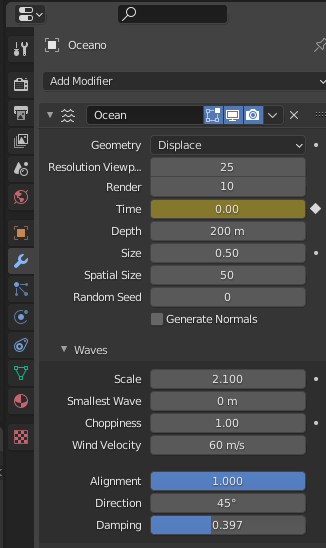 Oceano
Add Modifier
Ocean
Geometry Displace
Resolution Viewp... 25
Render 10
Time 0.00
Depth 200 m
Size 0.50
Spatial Size 50
Random Seed 0
Generate Normals
Waves
Scale 2.100
Smallest Wave 0 m
Choppiness 1.00
Wind Velocity 60 m/s
Alignment 1.000
Direction 45°
Damping 0.397